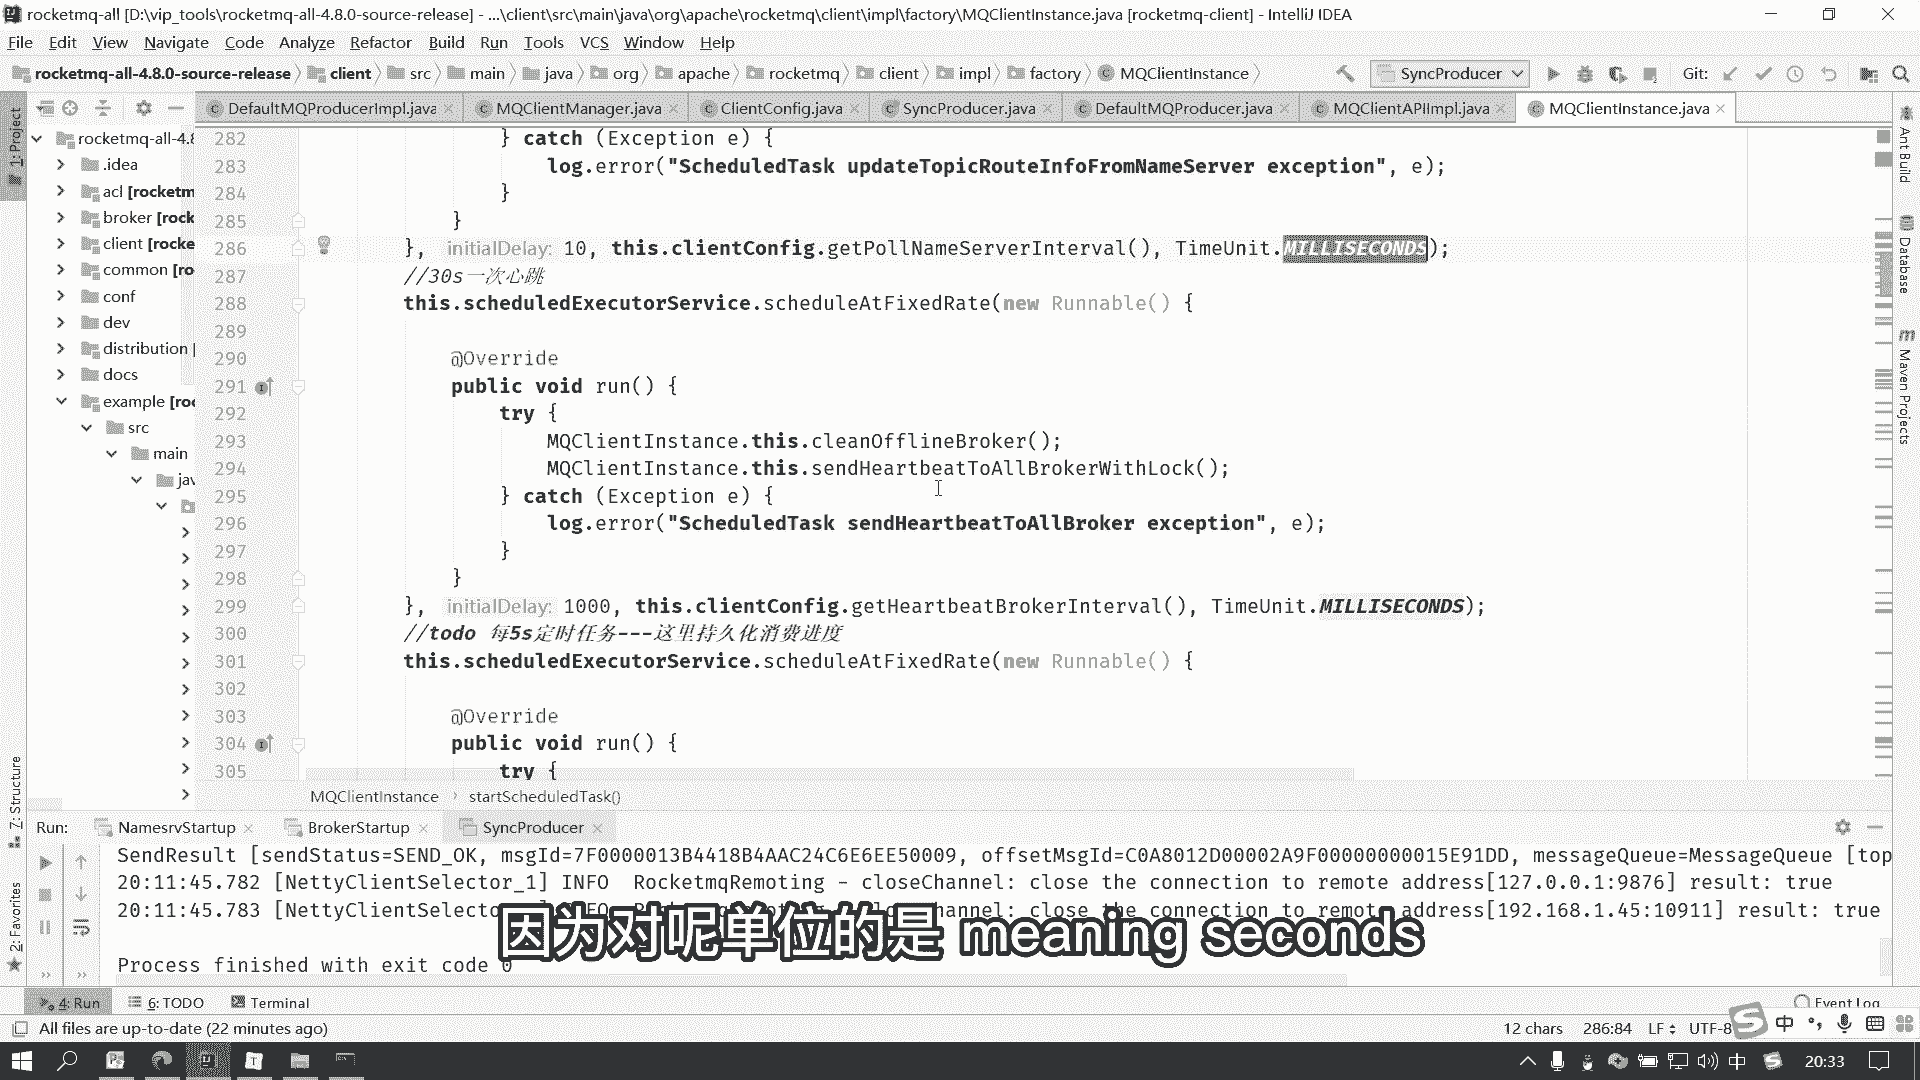 rocketmq-all [D:\vip_tools\rocketmq-all-4.8.0-source-release] - ...\client\src\main\java\org\apache\rocketmq\client\impl\factory\MQClientInstance.java [rocketmq-client] - IntelliJ IDEA
File Edit View Navigate Code Analyze Refactor Build Run Tools VCS Window Help
rocketmq-all-4.8.0-source-release client src main java org apache rocketmq client impl factory MQClientInstance SyncProducer Git:
DefaultMQProducerImpl.java MQClientManager.java ClientConfig.java SyncProducer.java DefaultMQProducer.java MQClientAPIImpl.java MQClientInstance.java
1: Project
7: Structure
2: Favorites
Ant Build
Database
Maven Projects
rocketmq-all-4.8
.idea
acl [rocketm
broker [rock
client [rocke
common [ro
conf
dev
distribution [
docs
example [roc
src
main
jav
282 } catch (Exception e) {
283 log.error("ScheduledTask updateTopicRouteInfoFromNameServer exception", e);
284 }
285 }
286 }, initialDelay: 10, this.clientConfig.getPollNameServerInterval(), TimeUnit.MILLISECONDS);
287 //30s一次心跳
288 this.scheduledExecutorService.scheduleAtFixedRate(new Runnable() {
289
290 @Override
291 public void run() {
292 try {
293 MQClientInstance.this.cleanOfflineBroker();
294 MQClientInstance.this.sendHeartbeatToAllBrokerWithLock();
295 } catch (Exception e) {
296 log.error("ScheduledTask sendHeartbeatToAllBroker exception", e);
297 }
298 }
299 }, initialDelay: 1000, this.clientConfig.getHeartbeatBrokerInterval(), TimeUnit.MILLISECONDS);
300 //todo 每5s定时任务---这里持久化消费进度
301 this.scheduledExecutorService.scheduleAtFixedRate(new Runnable() {
302
303 @Override
304 public void run() {
305 try {
MQClientInstance startScheduledTask()
Run: NamesrvStartup BrokerStartup SyncProducer
SendResult [sendStatus=SEND_OK, msgId=7F0000013B4418B4AAC24C6E6EE50009, offsetMsgId=C0A8012D00002A9F00000000015E91DD, messageQueue=MessageQueue [top
20:11:45.782 [NettyClientSelector_1] INFO RocketmqRemoting - closeChannel: close the connection to remote address[127.0.0.1:9876] result: true
20:11:45.783 [NettyClientSelector_1] INFO RocketmqRemoting - closeChannel: close the connection to remote address[192.168.1.45:10911] result: true
因为对呢单位的是 meaning seconds
Process finished with exit code 0
4: Run 6: TODO Terminal Event Log
All files are up-to-date (22 minutes ago) 12 chars 286:84 LF UTF-8 中
中 20:33